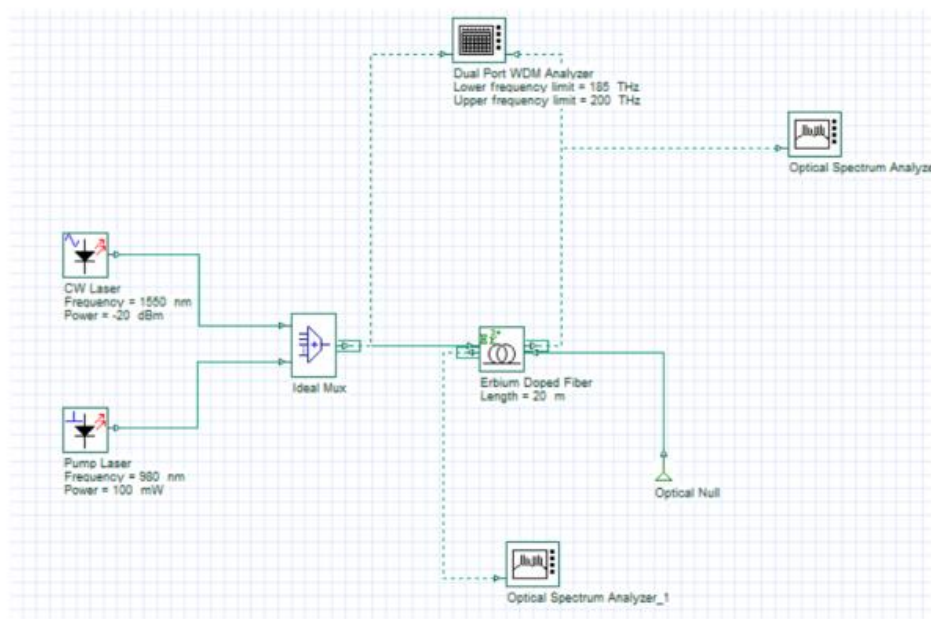 Dual Port WDM Analyzer
Lower frequency limit = 185 THz
Upper frequency limit = 200 THz
Optical Spectrum Analyze
CW Laser
Frequency = 1550 nm
Power = -20 dBm
Ideal Mux
Erbium Doped Fiber
Length = 20 m
Pump Laser
Frequency = 980 nm
Power = 100 mW
Optical Null
Optical Spectrum Analyzer_1